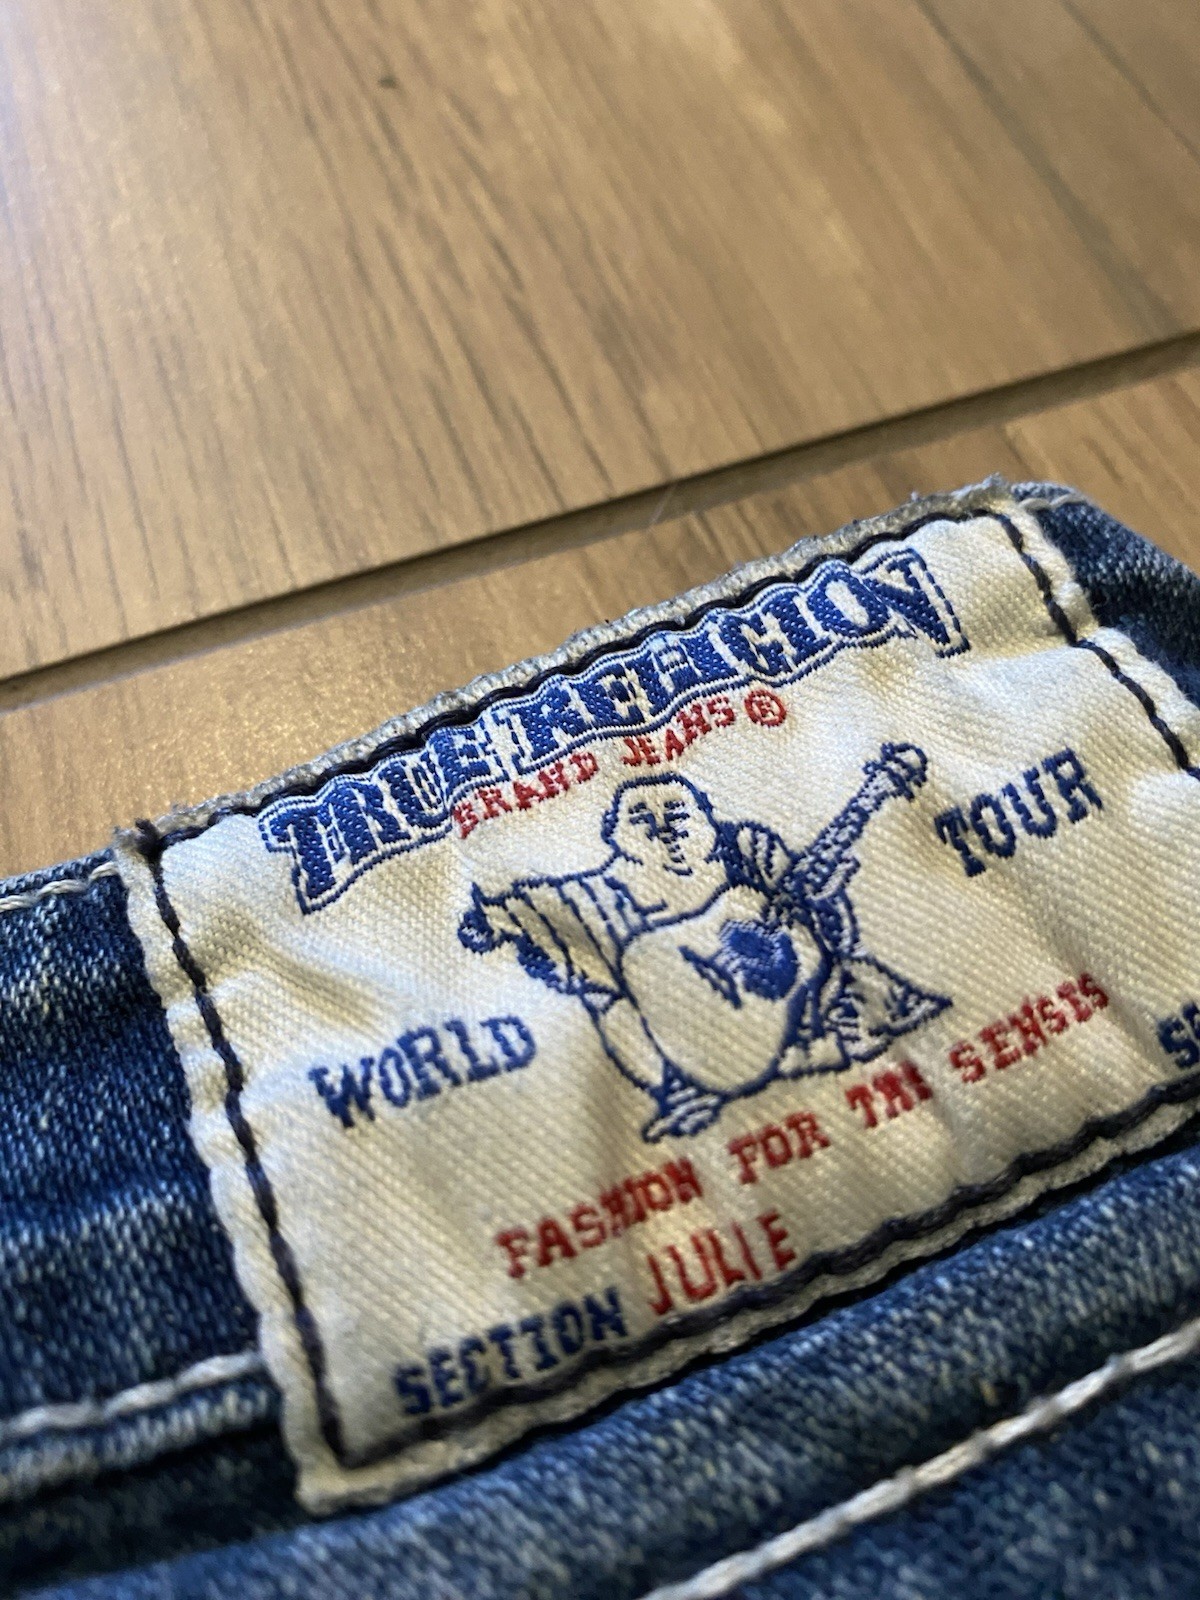 TRUE RELIGION
BRAND JEANS®
WORLD TOUR
FASHION FOR THE SENSES
SECTION JULIE